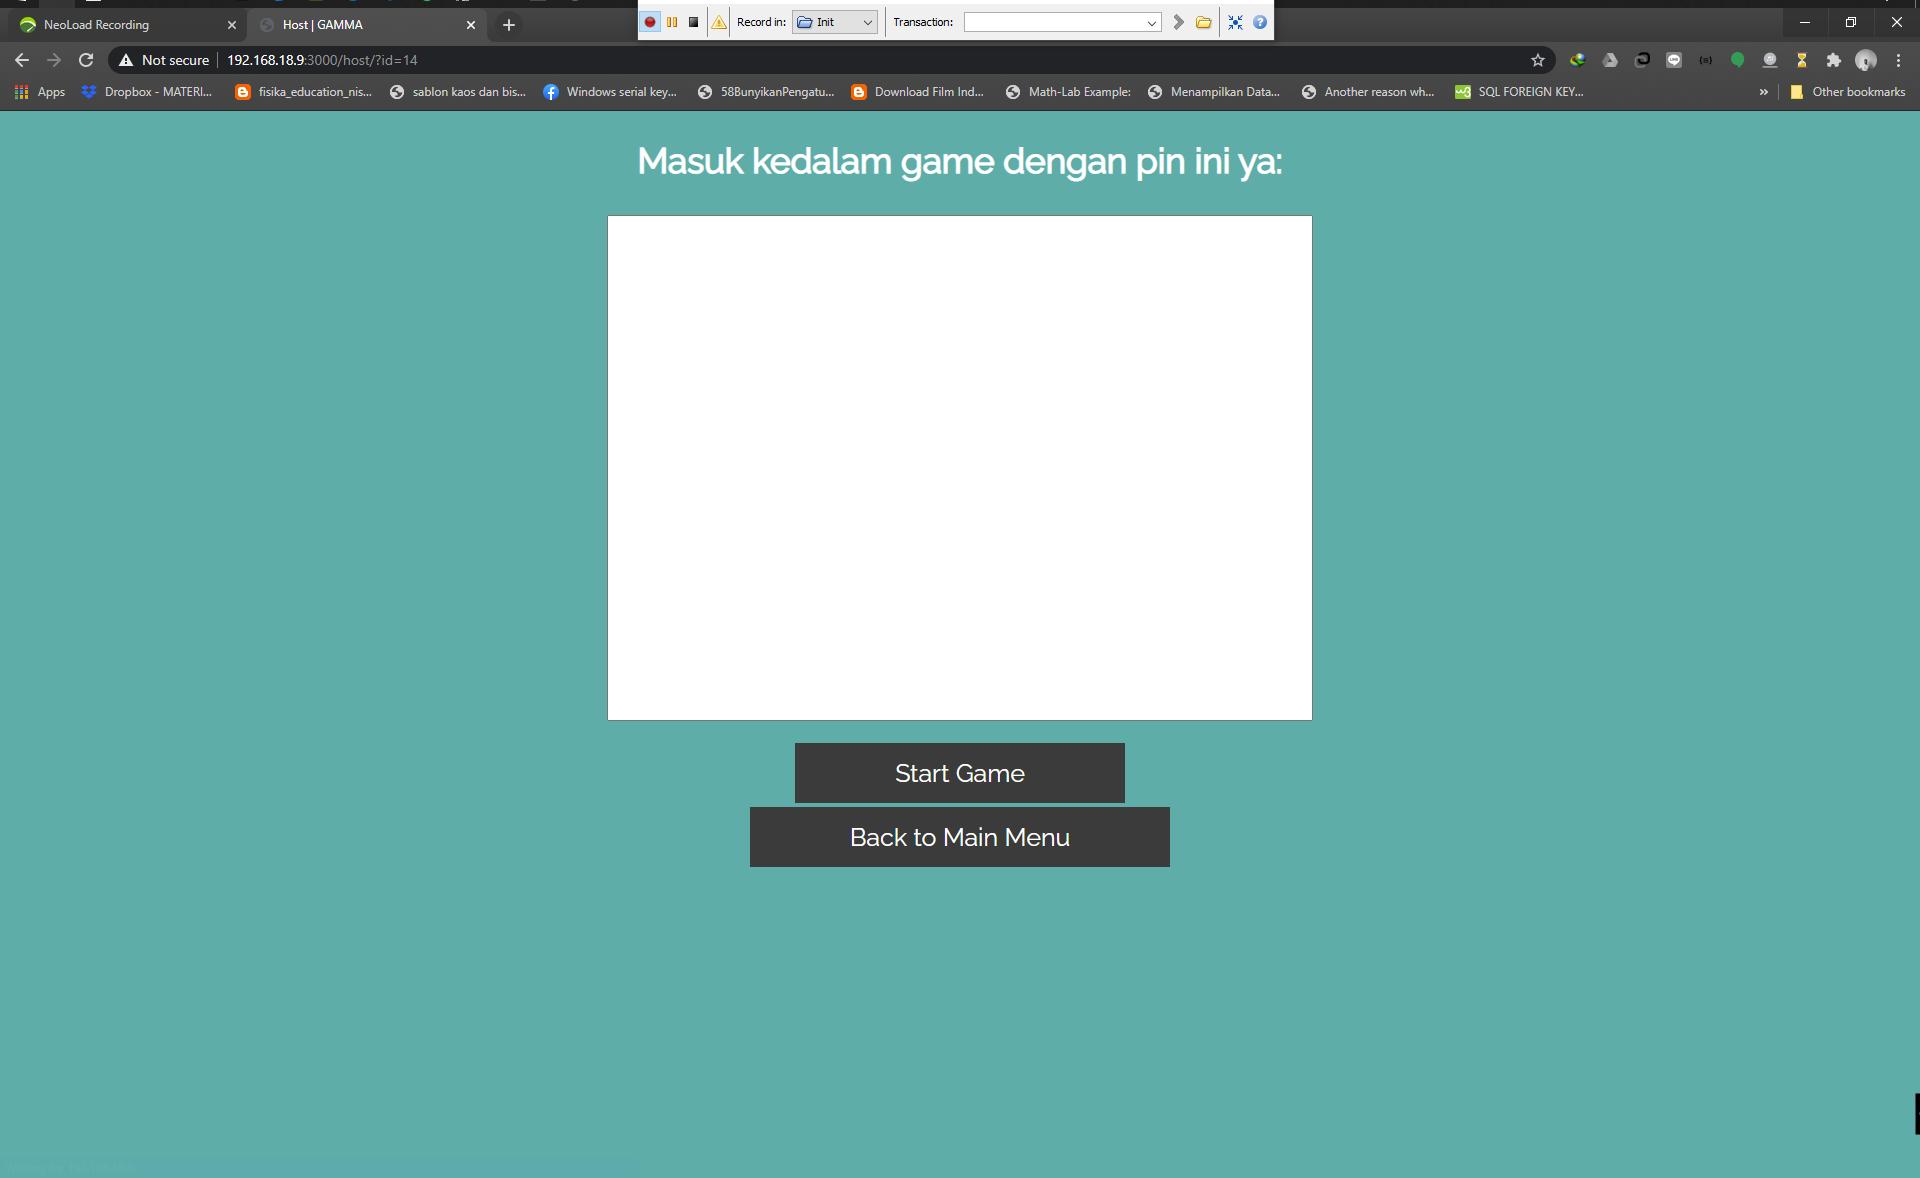 NeoLoad Recording
Host | GAMMA
Record in:
Init
Transaction:
Not secure
192.168.18.9:3000/host/?id=14
Apps
Dropbox - MATERI...
fisika_education_nis...
sablon kaos dan bis...
Windows serial key...
58BunyikanPengatu...
Download Film Ind...
Math-Lab Example:
Menampilkan Data...
Another reason wh...
SQL FOREIGN KEY...
Other bookmarks
Masuk kedalam game dengan pin ini ya:
Start Game
Back to Main Menu